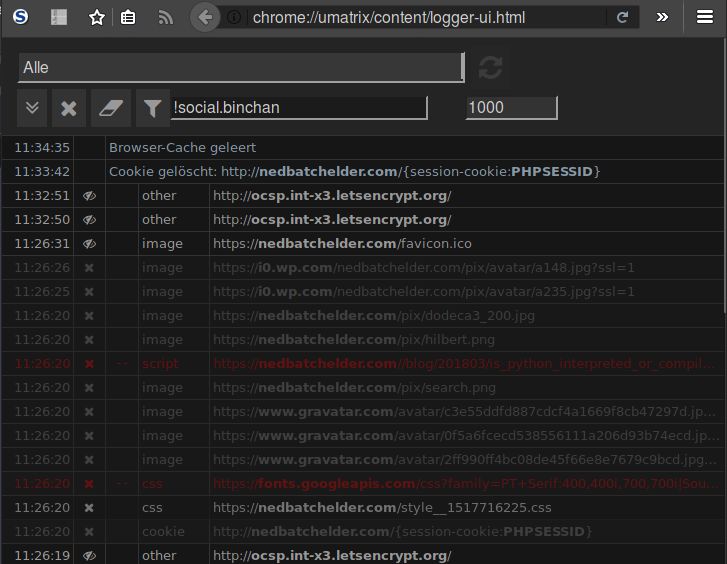 chrome://umatrix/content/logger-ui.html
Alle
!social.binchan 1000
11:34:35 Browser-Cache geleert
11:33:42 Cookie gelöscht: http://nedbatchelder.com/{session-cookie:PHPSESSID}
11:32:51 other http://ocsp.int-x3.letsencrypt.org/
11:32:50 other http://ocsp.int-x3.letsencrypt.org/
11:26:31 image https://nedbatchelder.com/favicon.ico
11:26:26 image https://i0.wp.com/nedbatchelder.com/pix/avatar/a148.jpg?ssl=1
11:26:25 image https://i0.wp.com/nedbatchelder.com/pix/avatar/a235.jpg?ssl=1
11:26:20 image https://nedbatchelder.com/pix/dodeca3_200.jpg
11:26:20 image https://nedbatchelder.com/pix/hilbert.png
11:26:20 -- script https://nedbatchelder.com//blog/201803/is_python_interpreted_or_compil...
11:26:20 image https://nedbatchelder.com/pix/search.png
11:26:20 image https://www.gravatar.com/avatar/c3e55ddfd887cdcf4a1669f8cb47297d.jp...
11:26:20 image https://www.gravatar.com/avatar/0f5a6fcecd538556111a206d93b74ecd.jp...
11:26:20 image https://www.gravatar.com/avatar/2ff990ff4bc08de45f66e8e7679c9bcd.jpg...
11:26:20 -- css https://fonts.googleapis.com/css?family=PT+Serif:400,400i,700,700i|Sou...
11:26:20 css https://nedbatchelder.com/style__1517716225.css
11:26:20 cookie http://nedbatchelder.com/{session-cookie:PHPSESSID}
11:26:19 other http://ocsp.int-x3.letsencrypt.org/